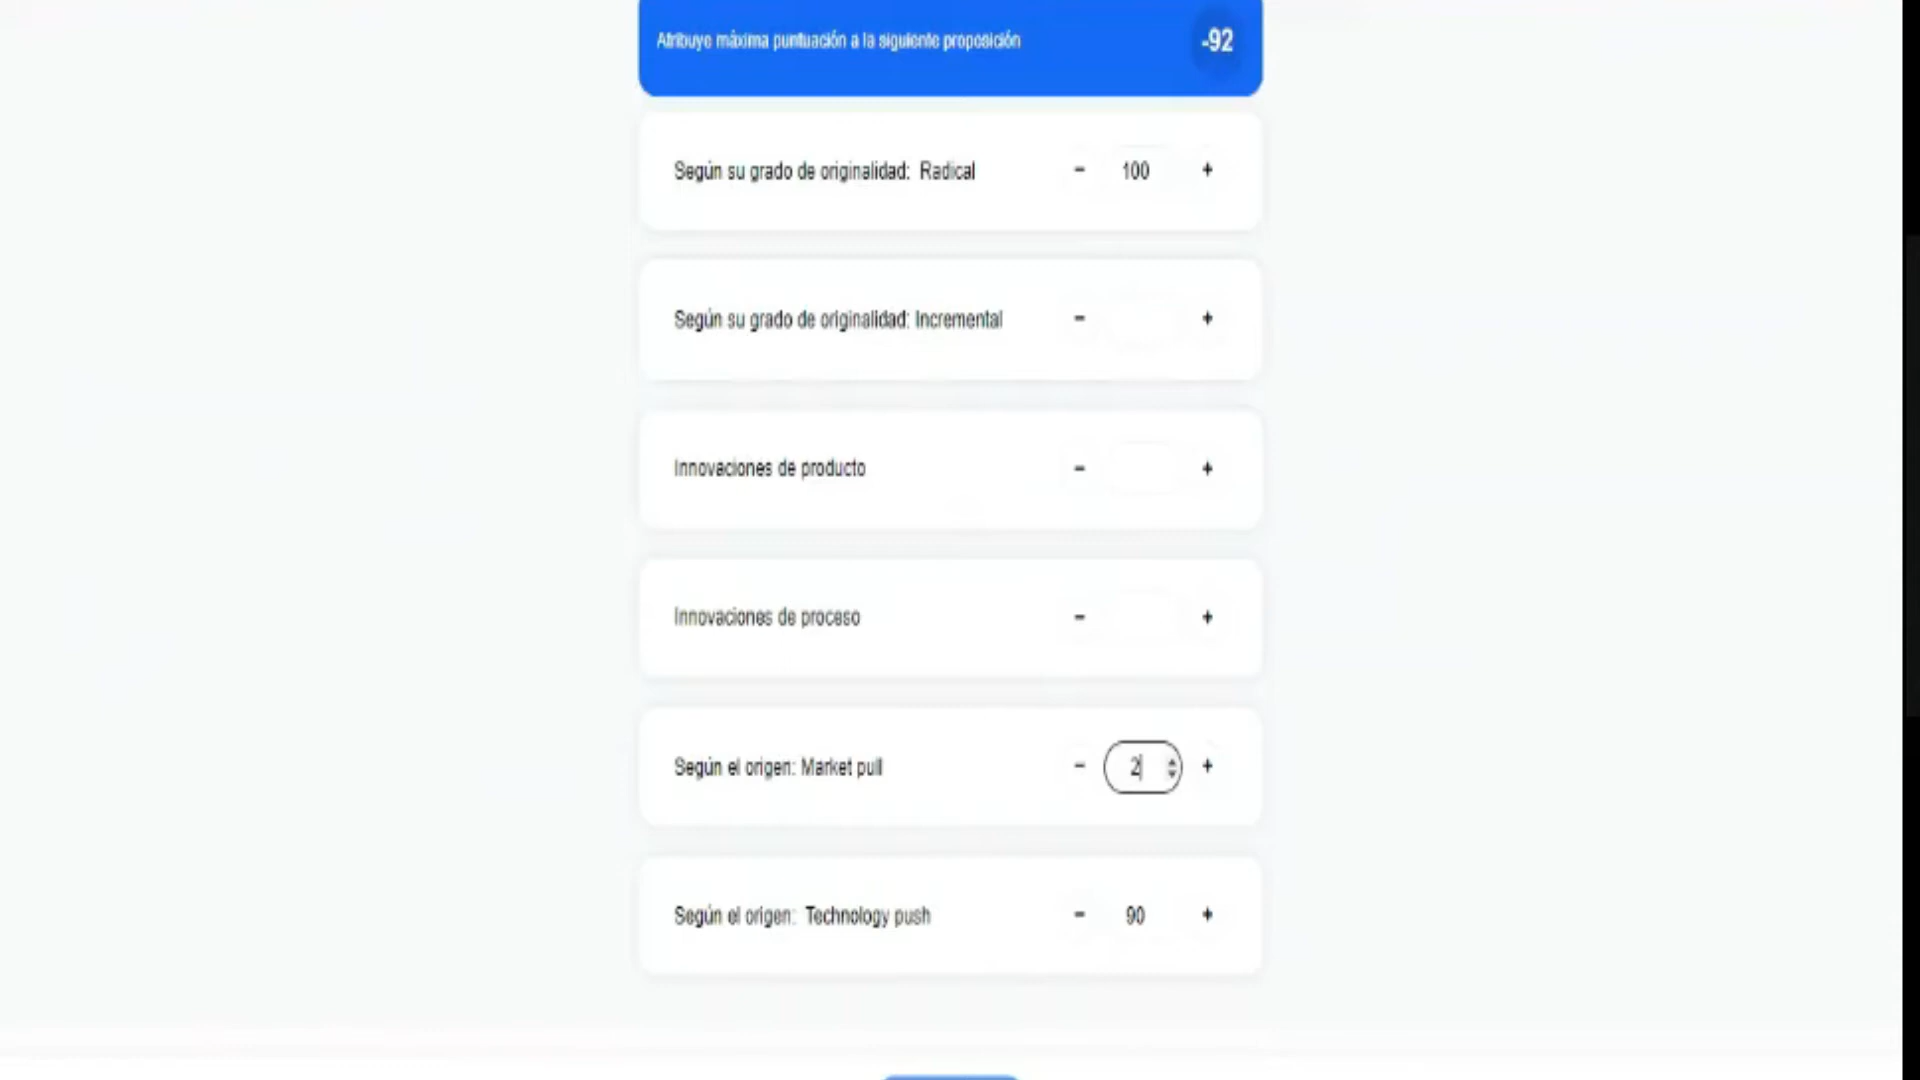 Atribuye máxima puntuación a la siguiente proposición -92
Según su grado de originalidad: Radical - 100 +
Según su grado de originalidad: Incremental - +
Innovaciones de producto - +
Innovaciones de proceso - +
Según el origen: Market pull - 2 +
Según el origen: Technology push - 90 +